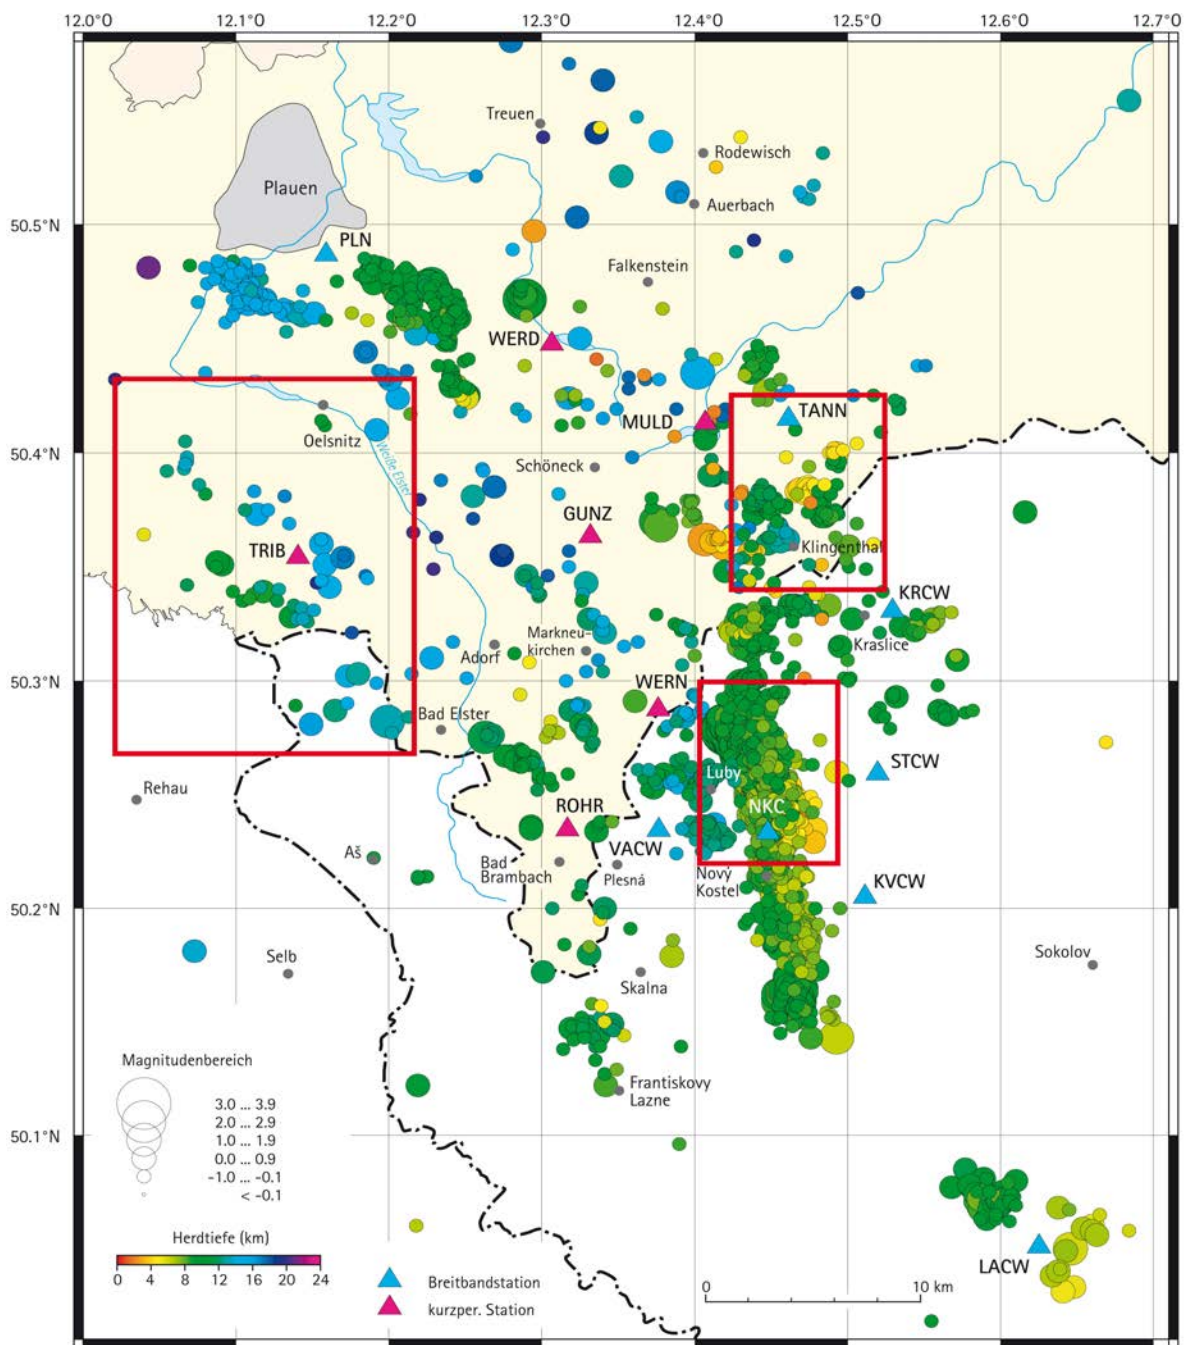 12.0°O 12.1°O 12.2°O 12.3°O 12.4°O 12.5°O 12.6°O 12.7°O
Treuen
Rodewisch
Plauen
Auerbach
50.5°N
PLN
Falkenstein
WERD
MULD
TANN
Oelsnitz
Weiße Elster
50.4°N
Schöneck
GUNZ
TRIB
Klingenthal
KRCW
Markneu-
kirchen
Kraslice
Adorf
50.3°N
WERN
Bad Elster
STCW
Luby
Rehau
ROHR
NKC
VACW
Aš
Bad
Brambach
Plesná
Nový
Kostel
KVCW
50.2°N
Selb
Sokolov
Skalna
Magnitudenbereich
3.0 ... 3.9
2.0 ... 2.9
1.0 ... 1.9
0.0 ... 0.9
-1.0 ... -0.1
< -0.1
Frantiskovy
Lazne
50.1°N
Herdtiefe (km)
0 4 8 12 16 20 24
Breitbandstation
kurzper. Station
LACW
0 10 km